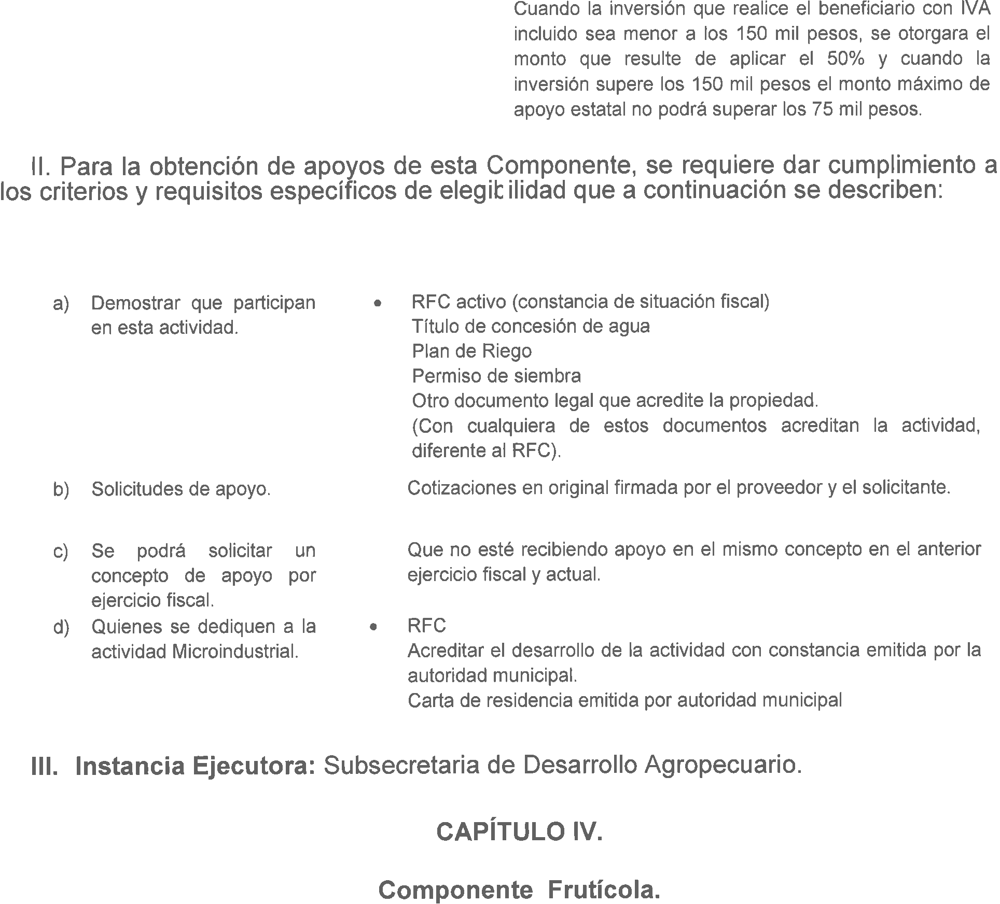 Cuando la inversión que realice el beneficiario con IVA
incluido sea menor a los 150 mil pesos, se otorgara el
monto que resulte de aplicar el 50% y cuando la
inversión supere los 150 mil pesos el monto máximo de
apoyo estatal no podrá superar los 75 mil pesos.
II. Para la obtención de apoyos de esta Componente, se requiere dar cumplimiento a
los criterios y requisitos específicos de elegibilidad que a continuación se describen:
a) Demostrar que participan
en esta actividad.
• RFC activo (constancia de situación fiscal)
Título de concesión de agua
Plan de Riego
Permiso de siembra
Otro documento legal que acredite la propiedad.
(Con cualquiera de estos documentos acreditan la actividad,
diferente al RFC).
b) Solicitudes de apoyo.
Cotizaciones en original firmada por el proveedor y el solicitante.
c) Se podrá solicitar un
concepto de apoyo por
ejercicio fiscal.
Que no esté recibiendo apoyo en el mismo concepto en el anterior
ejercicio fiscal y actual.
d) Quienes se dediquen a la
actividad Microindustrial.
• RFC
Acreditar el desarrollo de la actividad con constancia emitida por la
autoridad municipal.
Carta de residencia emitida por autoridad municipal
III. Instancia Ejecutora: Subsecretaria de Desarrollo Agropecuario.
CAPÍTULO IV.
Componente Frutícola.